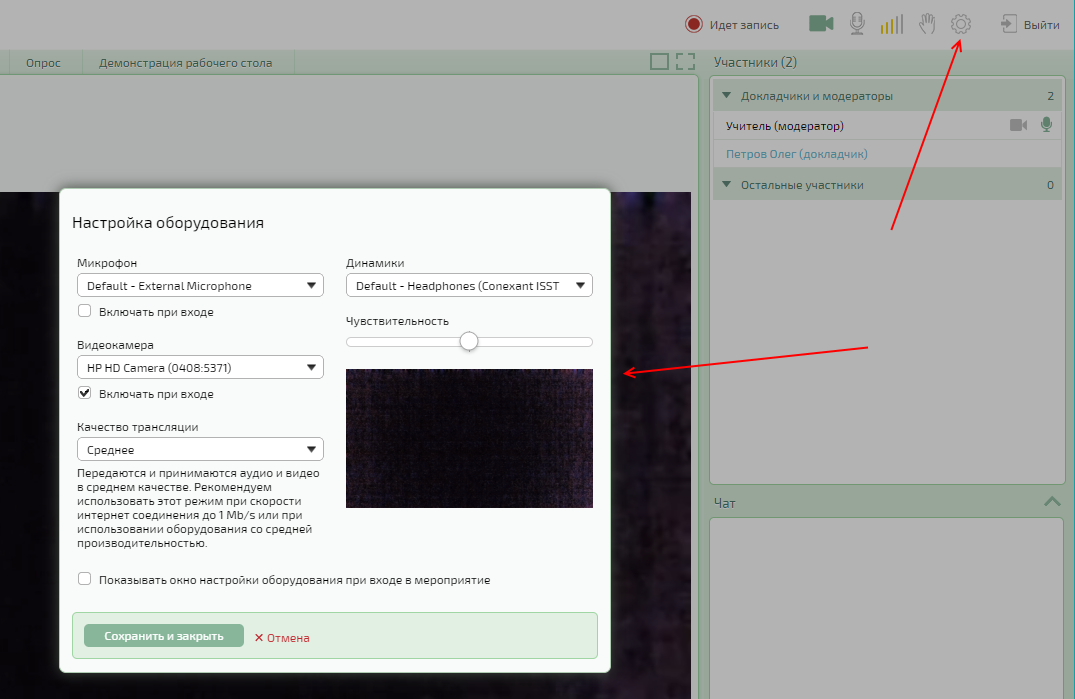 Идет запись
Выйти
Опрос
Демонстрация рабочего стола
Участники (2)
Докладчики и модераторы 2
Учитель (модератор)
Петров Олег (докладчик)
Остальные участники 0
Настройка оборудования
Микрофон
Default - External Microphone
Включать при входе
Видеокамера
HP HD Camera (0408:5371)
Включать при входе
Качество трансляции
Среднее
Передаются и принимаются аудио и видео
в среднем качестве. Рекомендуем
использовать этот режим при скорости
интернет соединения до 1 Mb/s или при
использовании оборудования со средней
производительностью.
Динамики
Default - Headphones (Conexant ISST
Чувствительность
Показывать окно настройки оборудования при входе в мероприятие
Сохранить и закрыть
Отмена
Чат